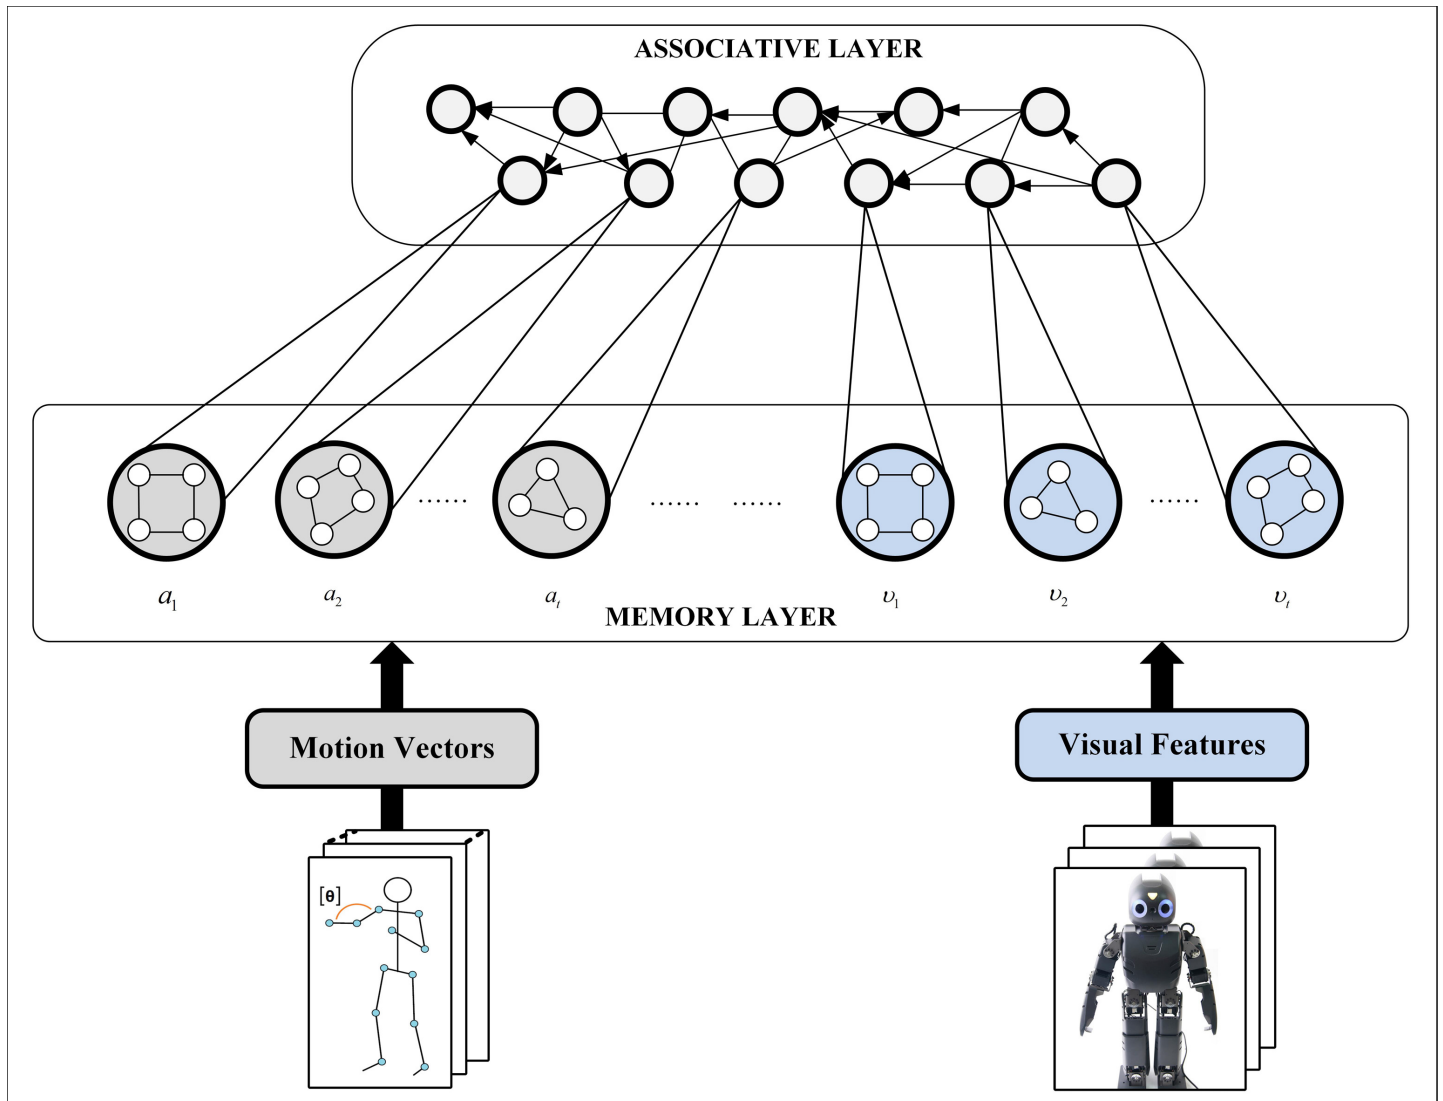 ASSOCIATIVE LAYER
...... ...... ...... ......
a₁ a₂ aₜ υ₁ υ₂ υₜ
MEMORY LAYER
Motion Vectors Visual Features
[θ]